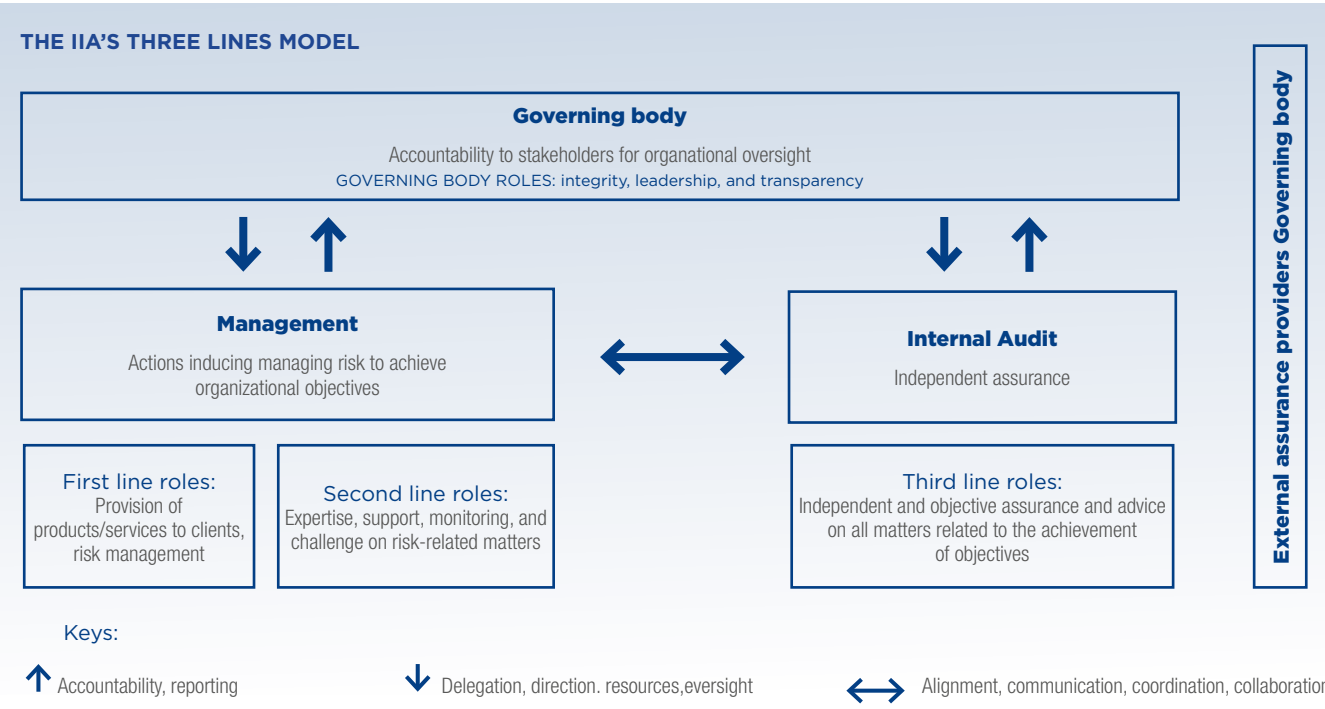 THE IIA'S THREE LINES MODEL
Governing body
Accountability to stakeholders for organational oversight
GOVERNING BODY ROLES: integrity, leadership, and transparency
Management
Actions inducing managing risk to achieve
organizational objectives
Internal Audit
Independent assurance
First line roles:
Provision of
products/services to clients,
risk management
Second line roles:
Expertise, support, monitoring, and
challenge on risk-related matters
Third line roles:
Independent and objective assurance and advice
on all matters related to the achievement
of objectives
External assurance providers Governing body
Keys:
Accountability, reporting
Delegation, direction. resources,eversight
Alignment, communication, coordination, collaboration